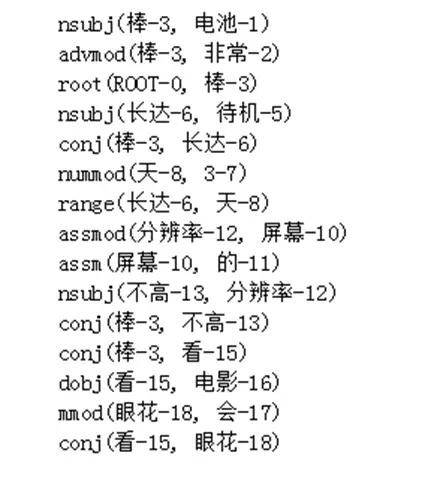 nsubj(棒-3, 电池-1)
advmod(棒-3, 非常-2)
root(ROOT-0, 棒-3)
nsubj(长达-6, 待机-5)
conj(棒-3, 长达-6)
nummod(天-8, 3-7)
range(长达-6, 天-8)
assmod(分辨率-12, 屏幕-10)
assm(屏幕-10, 的-11)
nsubj(不高-13, 分辨率-12)
conj(棒-3, 不高-13)
conj(棒-3, 看-15)
dobj(看-15, 电影-16)
mmod(眼花-18, 会-17)
conj(看-15, 眼花-18)